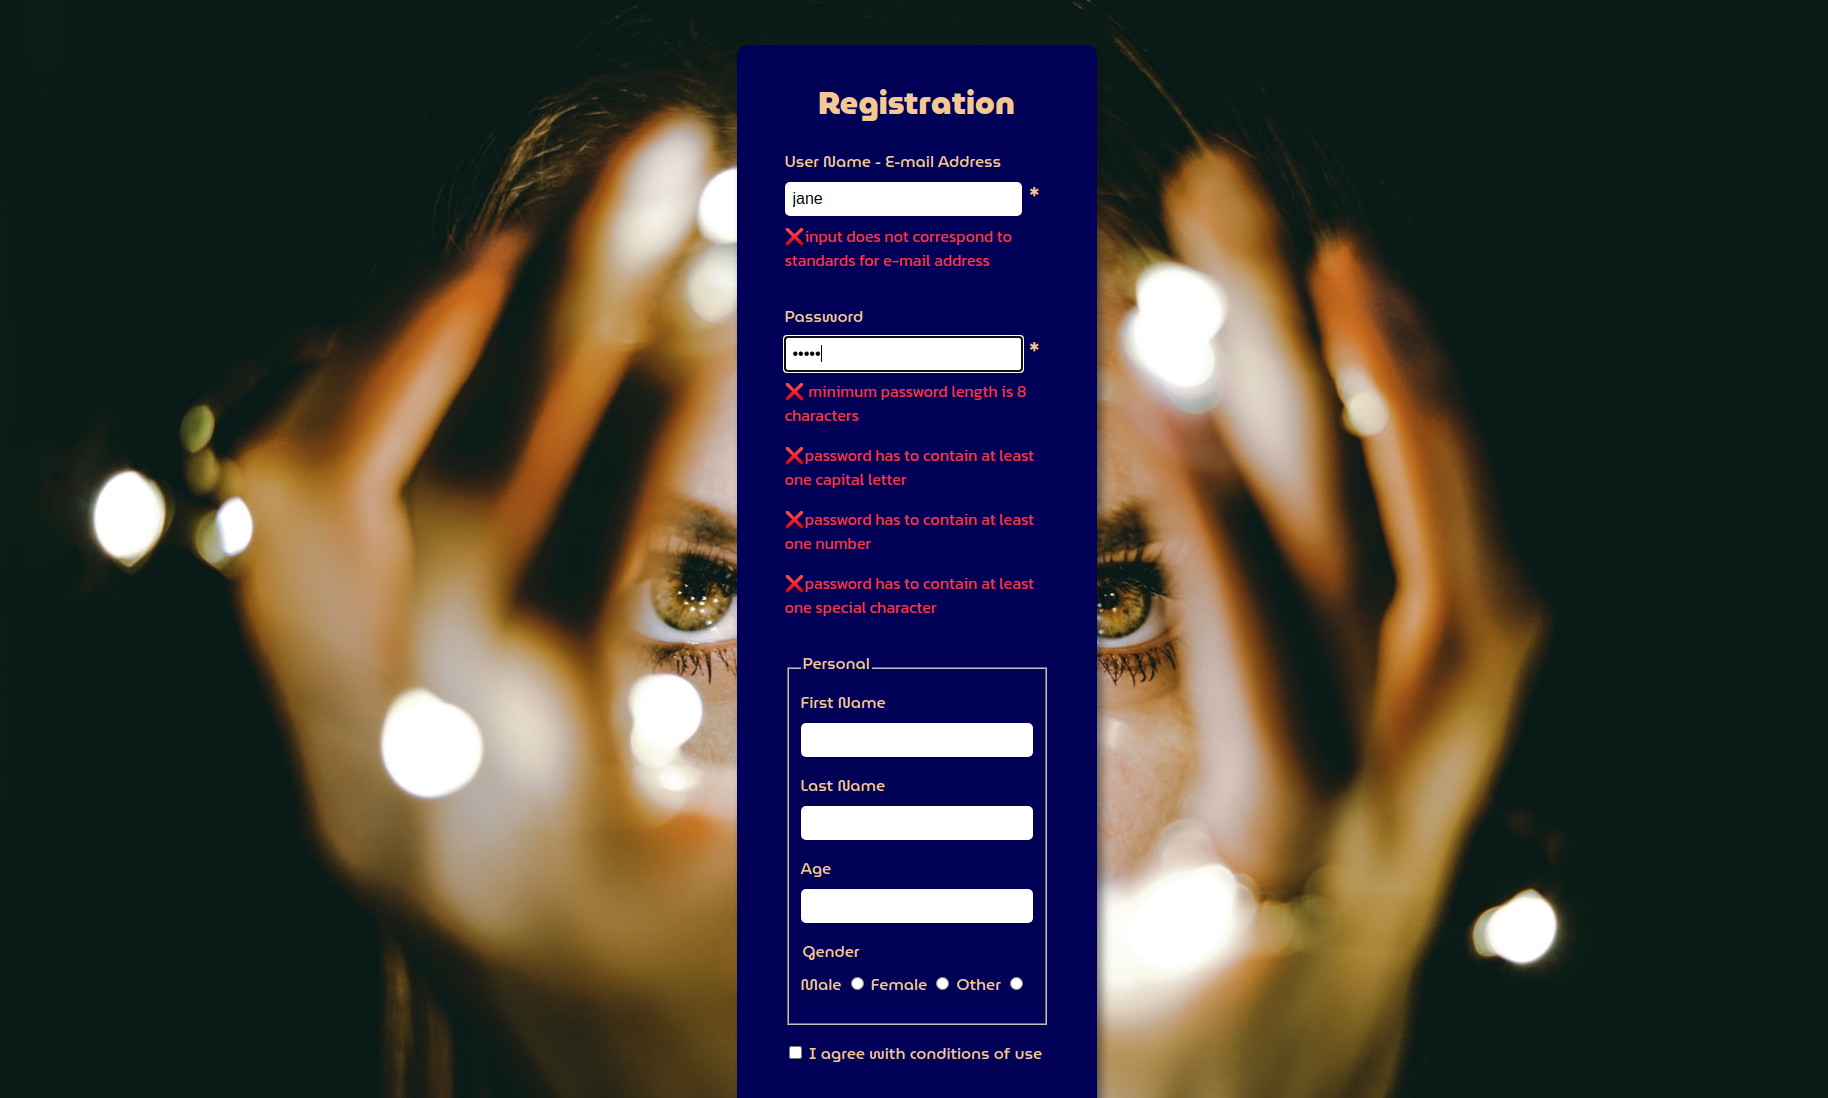 Registration
User Name - E-mail Address
jane
*
❌input does not correspond to
standards for e-mail address
Password
•••••
*
❌ minimum password length is 8
characters
❌password has to contain at least
one capital letter
❌password has to contain at least
one number
❌password has to contain at least
one special character
Personal
First Name
Last Name
Age
Gender
Male Female Other
I agree with conditions of use